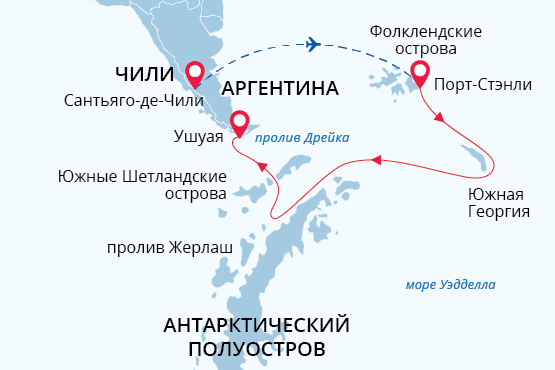 Фолклендские
острова
ЧИЛИ
АРГЕНТИНА
Порт-Стэнли
Сантьяго-де-Чили
Ушуая
пролив Дрейка
Южные Шетландские
острова
Южная
Георгия
пролив Жерлаш
море Уэдделла
АНТАРКТИЧЕСКИЙ
ПОЛУОСТРОВ